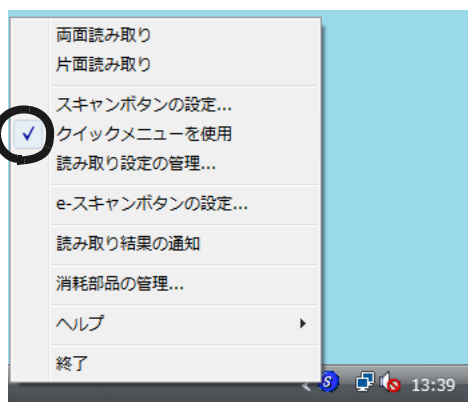 両面読み取り
片面読み取り
スキャンボタンの設定...
クイックメニューを使用
読み取り設定の管理...
e-スキャンボタンの設定...
読み取り結果の通知
消耗部品の管理...
ヘルプ
終了
S
13:39